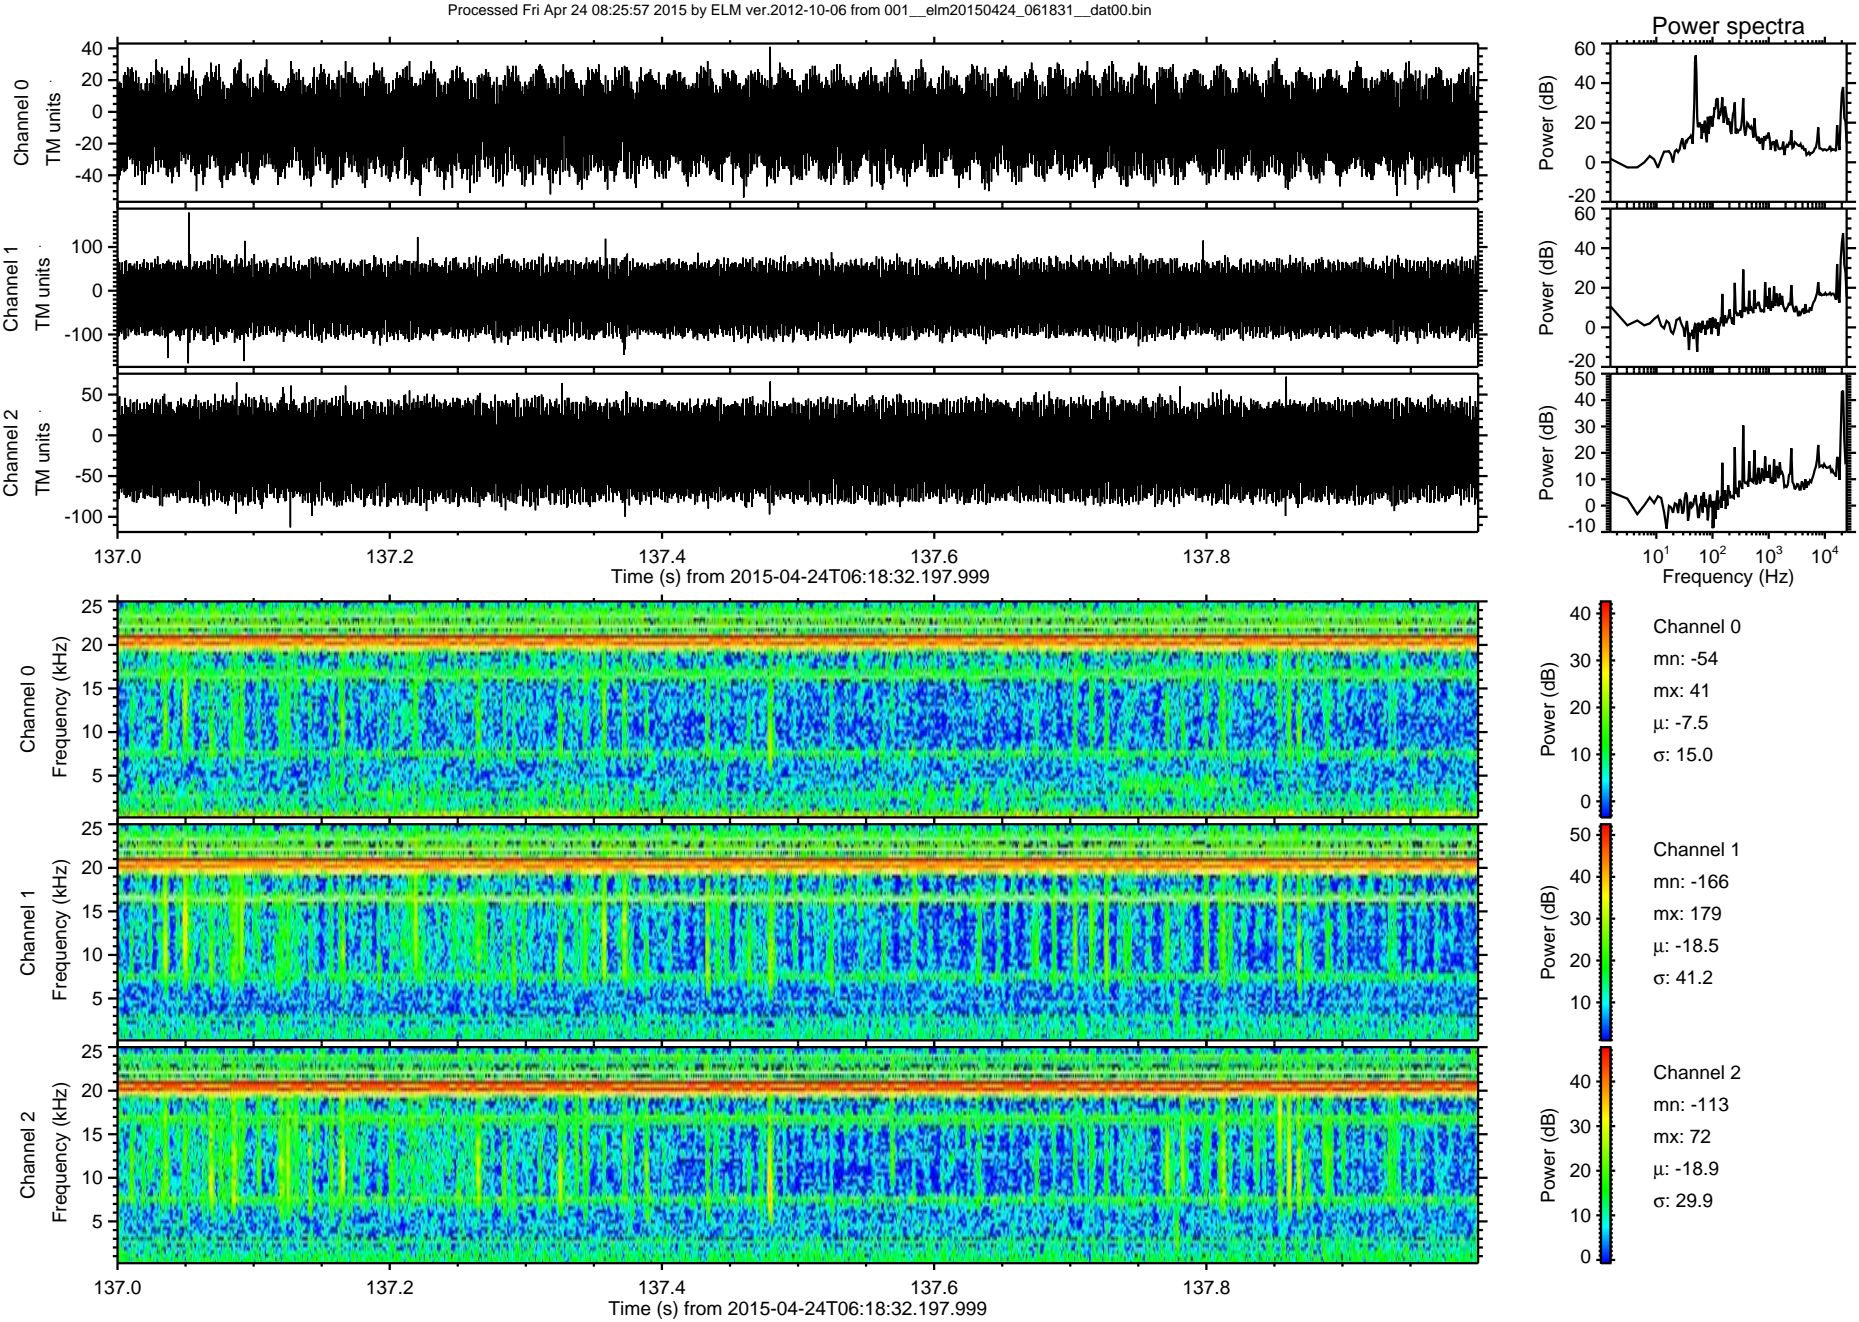 Processed Fri Apr 24 08:25:57 2015 by ELM ver.2012-10-06 from 001__elm20150424_061831__dat00.bin
Power spectra
Channel 0
TM units
40
20
0
-20
-40
Power (dB)
60
40
20
0
-20
Channel 1
TM units
100
0
-100
Power (dB)
60
40
20
0
-20
Channel 2
TM units
50
0
-50
-100
Power (dB)
50
40
30
20
10
0
-10
137.0 137.2 137.4 137.6 137.8
Time (s) from 2015-04-24T06:18:32.197.999
10¹ 10² 10³ 10⁴
Frequency (Hz)
Channel 0
Frequency (kHz)
25
20
15
10
5
Power (dB)
40
30
20
10
0
Channel 0
mn: -54
mx: 41
μ: -7.5
σ: 15.0
Channel 1
Frequency (kHz)
25
20
15
10
5
Power (dB)
50
40
30
20
10
Channel 1
mn: -166
mx: 179
μ: -18.5
σ: 41.2
Channel 2
Frequency (kHz)
25
20
15
10
5
Power (dB)
40
30
20
10
0
Channel 2
mn: -113
mx: 72
μ: -18.9
σ: 29.9
137.0 137.2 137.4 137.6 137.8
Time (s) from 2015-04-24T06:18:32.197.999